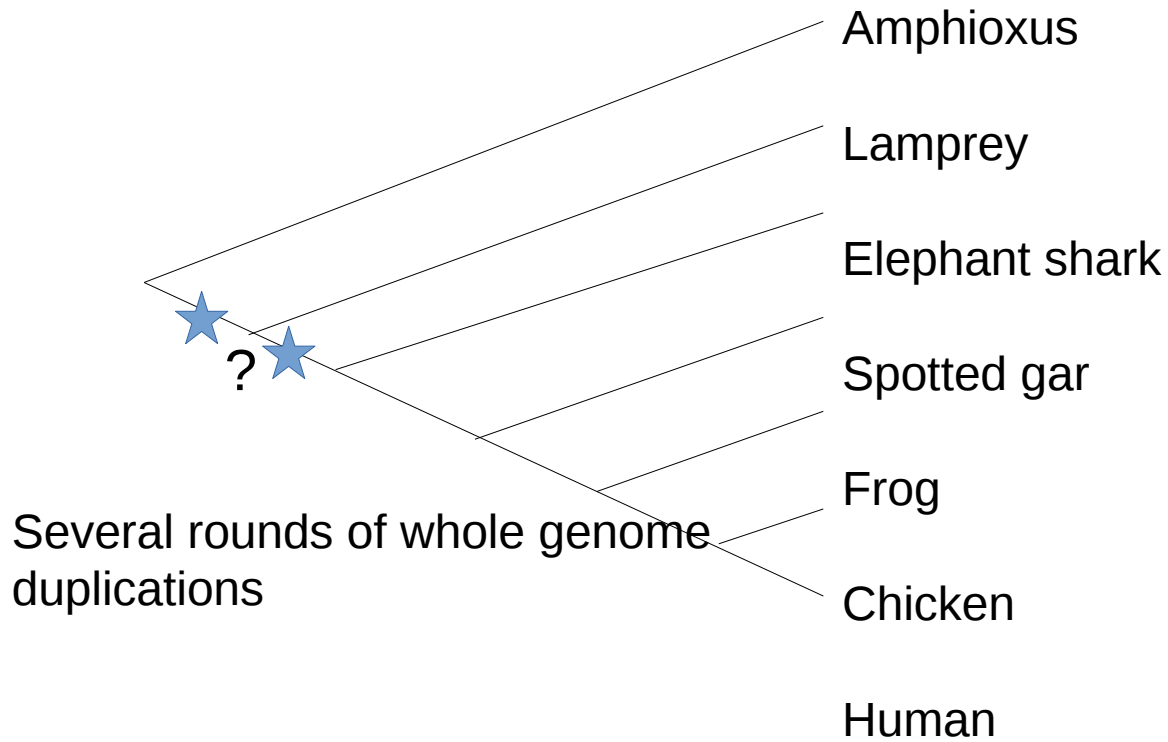 Amphioxus
Lamprey
Elephant shark
?
Spotted gar
Frog
Several rounds of whole genome
duplications
Chicken
Human